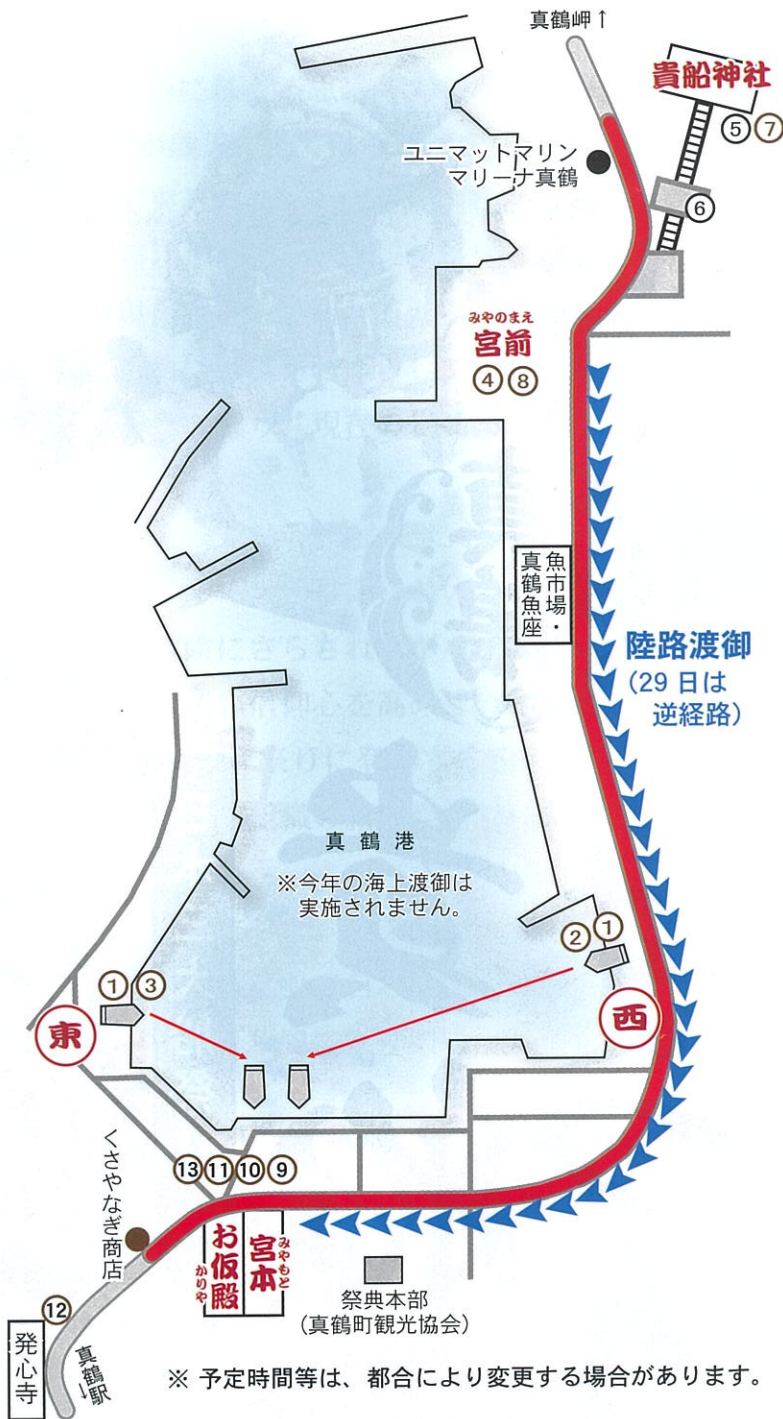 真鶴岬↑
貴船神社
⑤⑦
ユニマットマリン
マリーナ真鶴
⑥
みやのまえ
宮前
④⑧
魚市場・
真鶴魚座
陸路渡御
(29日は
逆経路)
真鶴港
※今年の海上渡御は
実施されません。
②①
①③
東
西
⑬⑪⑩⑨
くさやなぎ商店
お仮殿
かりや
宮本
みやもと
祭典本部
(真鶴町観光協会)
⑫
発心寺
真鶴駅↓
※ 予定時間等は、都合により変更する場合があります。